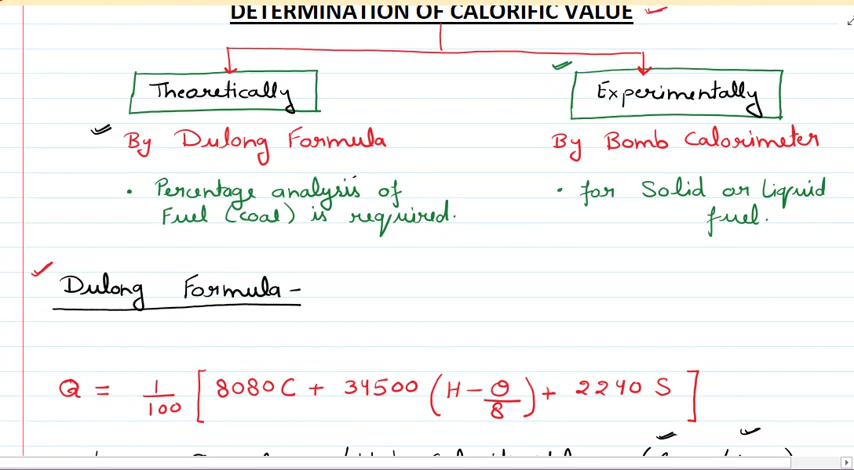 DETERMINATION OF CALORIFIC VALUE
Theoretically
Experimentally
By Dulong Formula
By Bomb Calorimeter
• Percentage analysis of
Fuel (coal) is required.
• for Solid or Liquid
fuel.
Dulong Formula -
Q = 1/100 [ 8080 C + 34500 ( H - O/8 ) + 2240 S ]